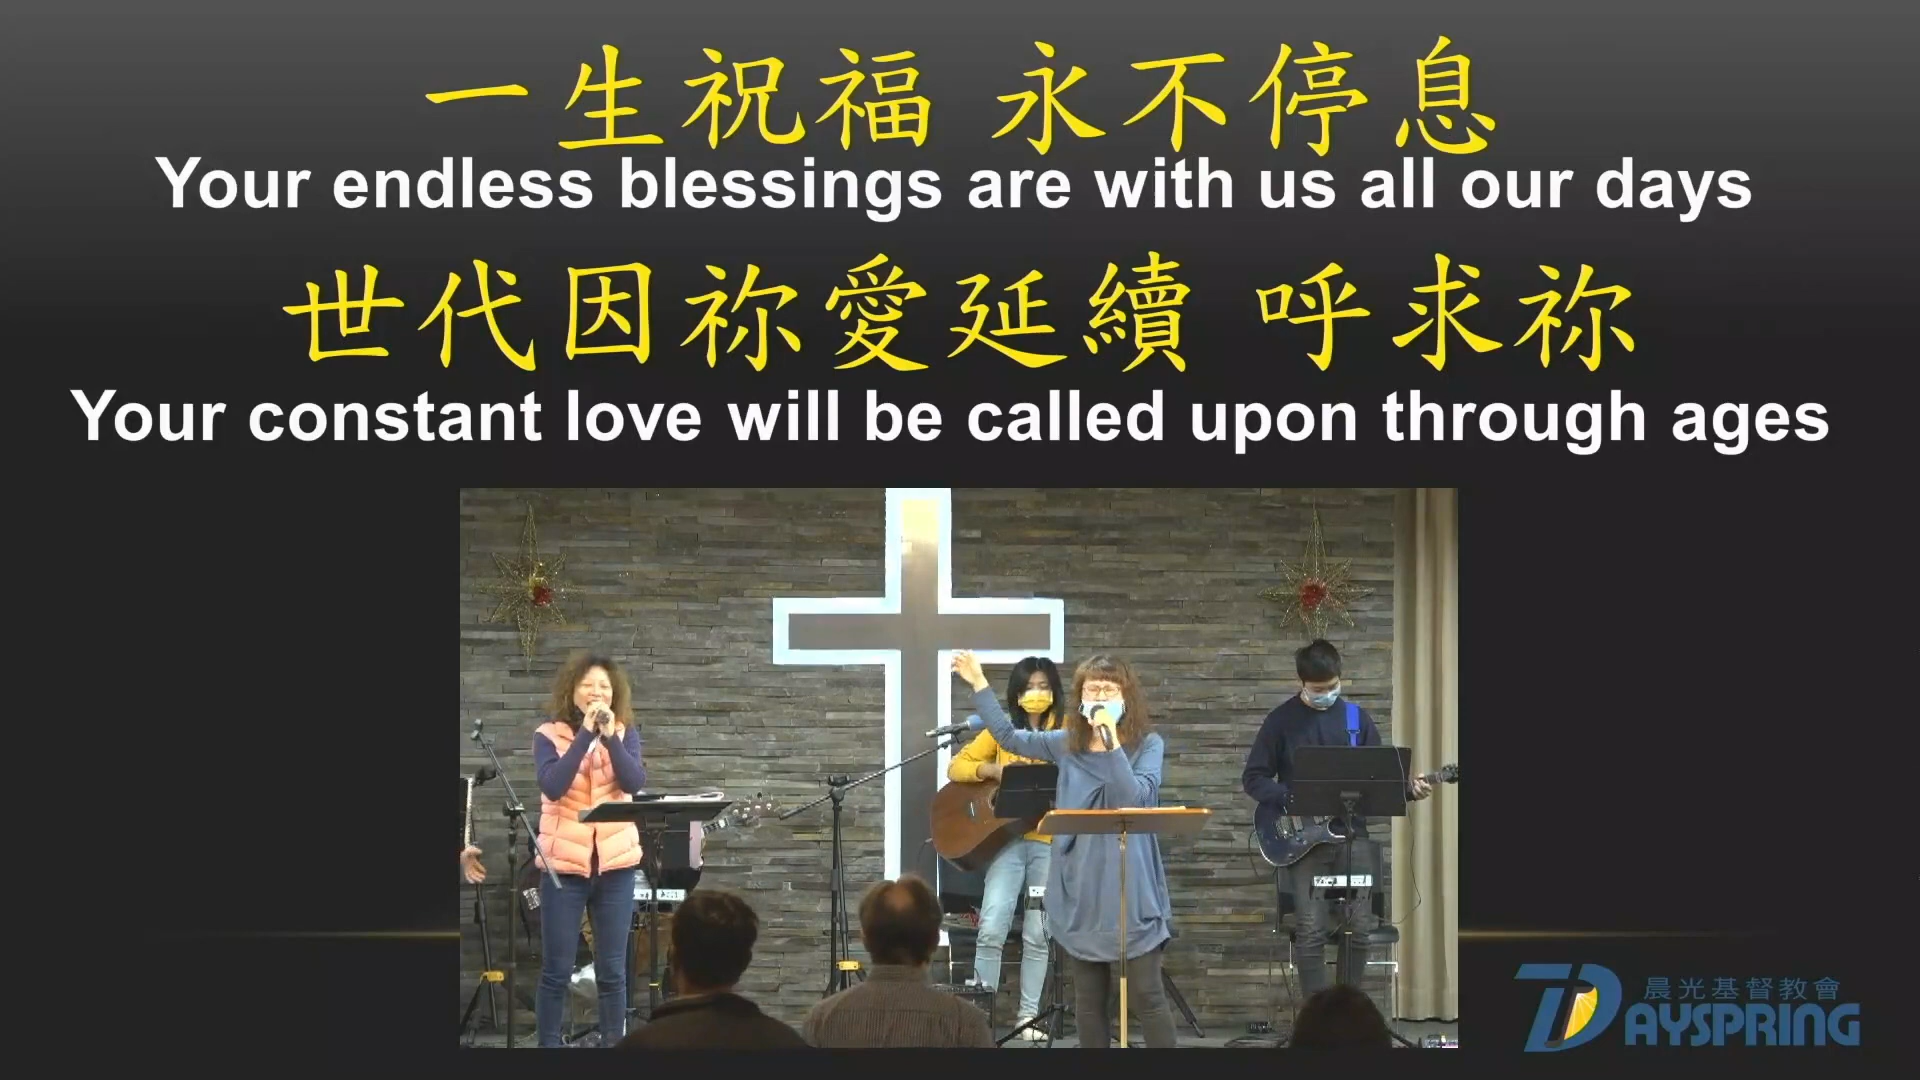 一生祝福 永不停息
Your endless blessings are with us all our days
世代因祢愛延續 呼求祢
Your constant love will be called upon through ages
晨光基督教會
DAYSPRING